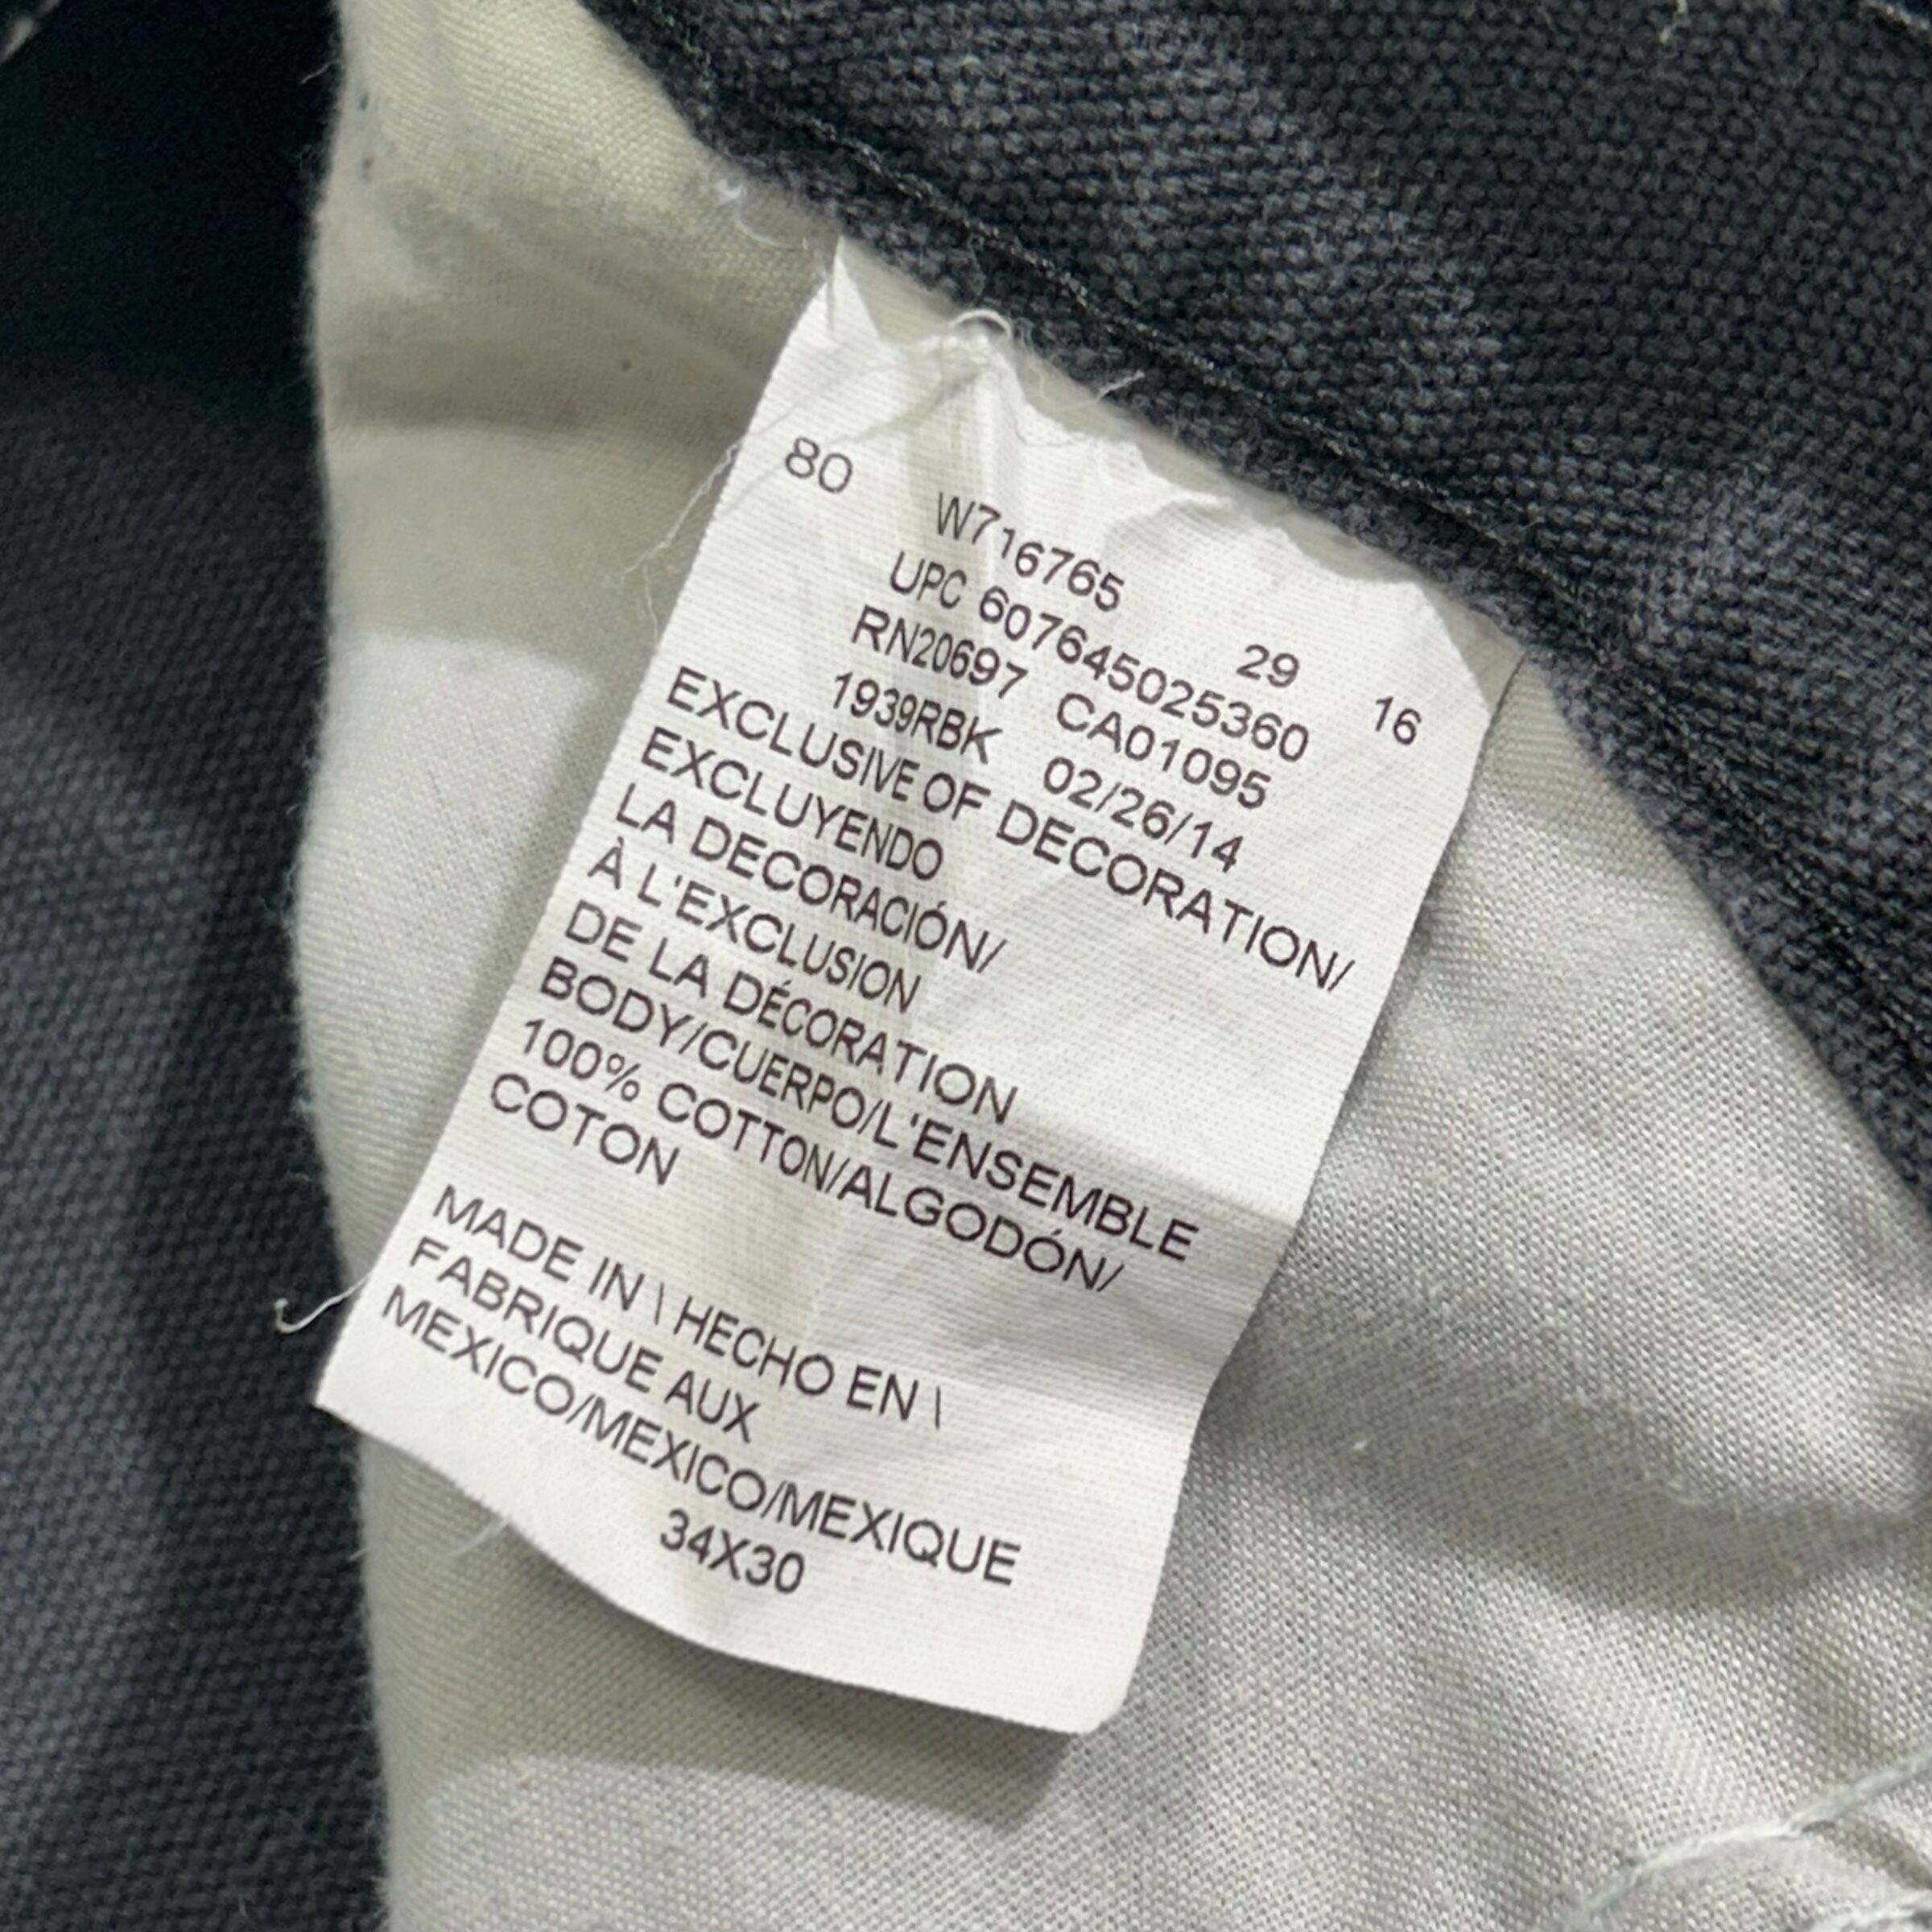 80 W716765 29 16
UPC 607645025360
RN20697 CA01095
1939RBK 02/26/14
EXCLUSIVE OF DECORATION/
EXCLUYENDO
LA DECORACIÓN/
À L'EXCLUSION
DE LA DÉCORATION
BODY/CUERPO/L'ENSEMBLE
100% COTTON/ALGODÓN/
COTON
MADE IN \ HECHO EN \
FABRIQUE AUX
MEXICO/MEXICO/MEXIQUE
34X30